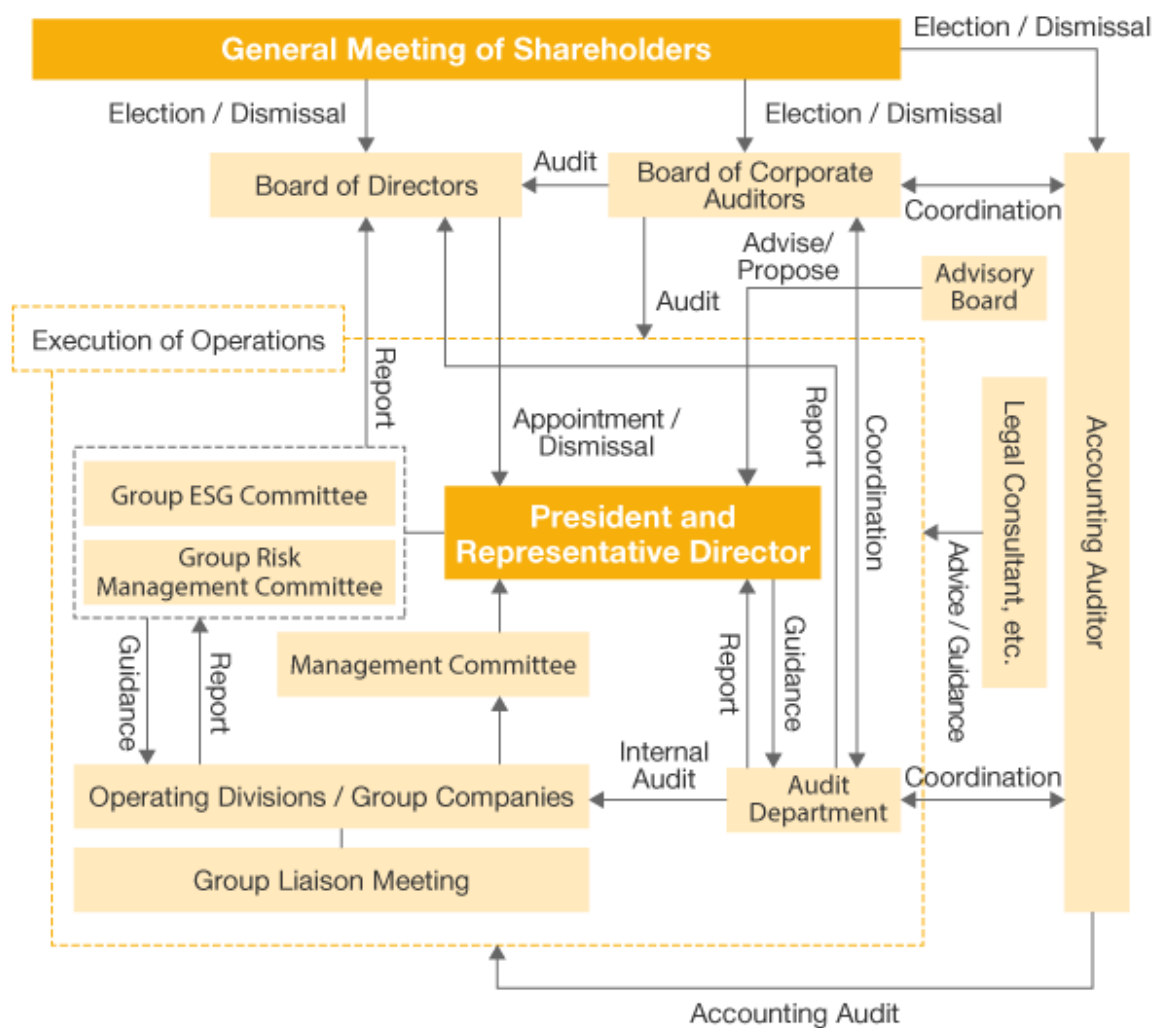 General Meeting of Shareholders
Election / Dismissal
Election / Dismissal
Election / Dismissal
Board of Directors
Audit
Board of Corporate
Auditors
Coordination
Advise/
Propose
Advisory
Board
Audit
Execution of Operations
Report
Appointment /
Dismissal
Report
Coordination
Legal Consultant, etc.
Accounting Auditor
Group ESG Committee
Group Risk
Management Committee
President and
Representative Director
Advice / Guidance
Guidance
Report
Management Committee
Report
Guidance
Internal
Audit
Operating Divisions / Group Companies
Audit
Department
Coordination
Group Liaison Meeting
Accounting Audit